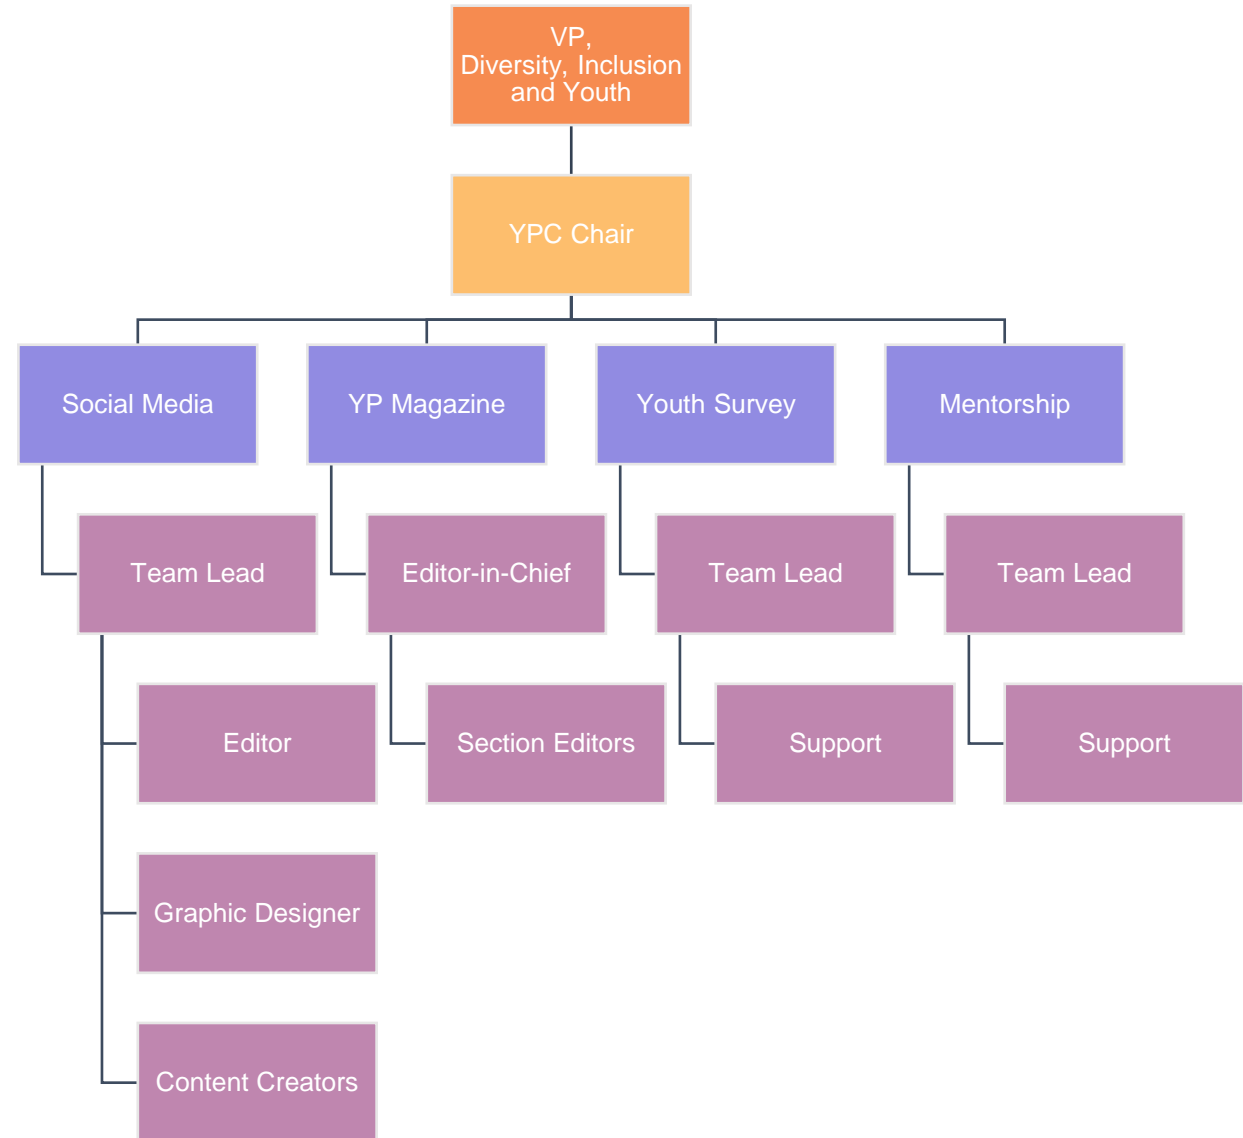 VP,
Diversity, Inclusion
and Youth
YPC Chair
Social Media
YP Magazine
Youth Survey
Mentorship
Team Lead
Editor-in-Chief
Team Lead
Team Lead
Editor
Section Editors
Support
Support
Graphic Designer
Content Creators